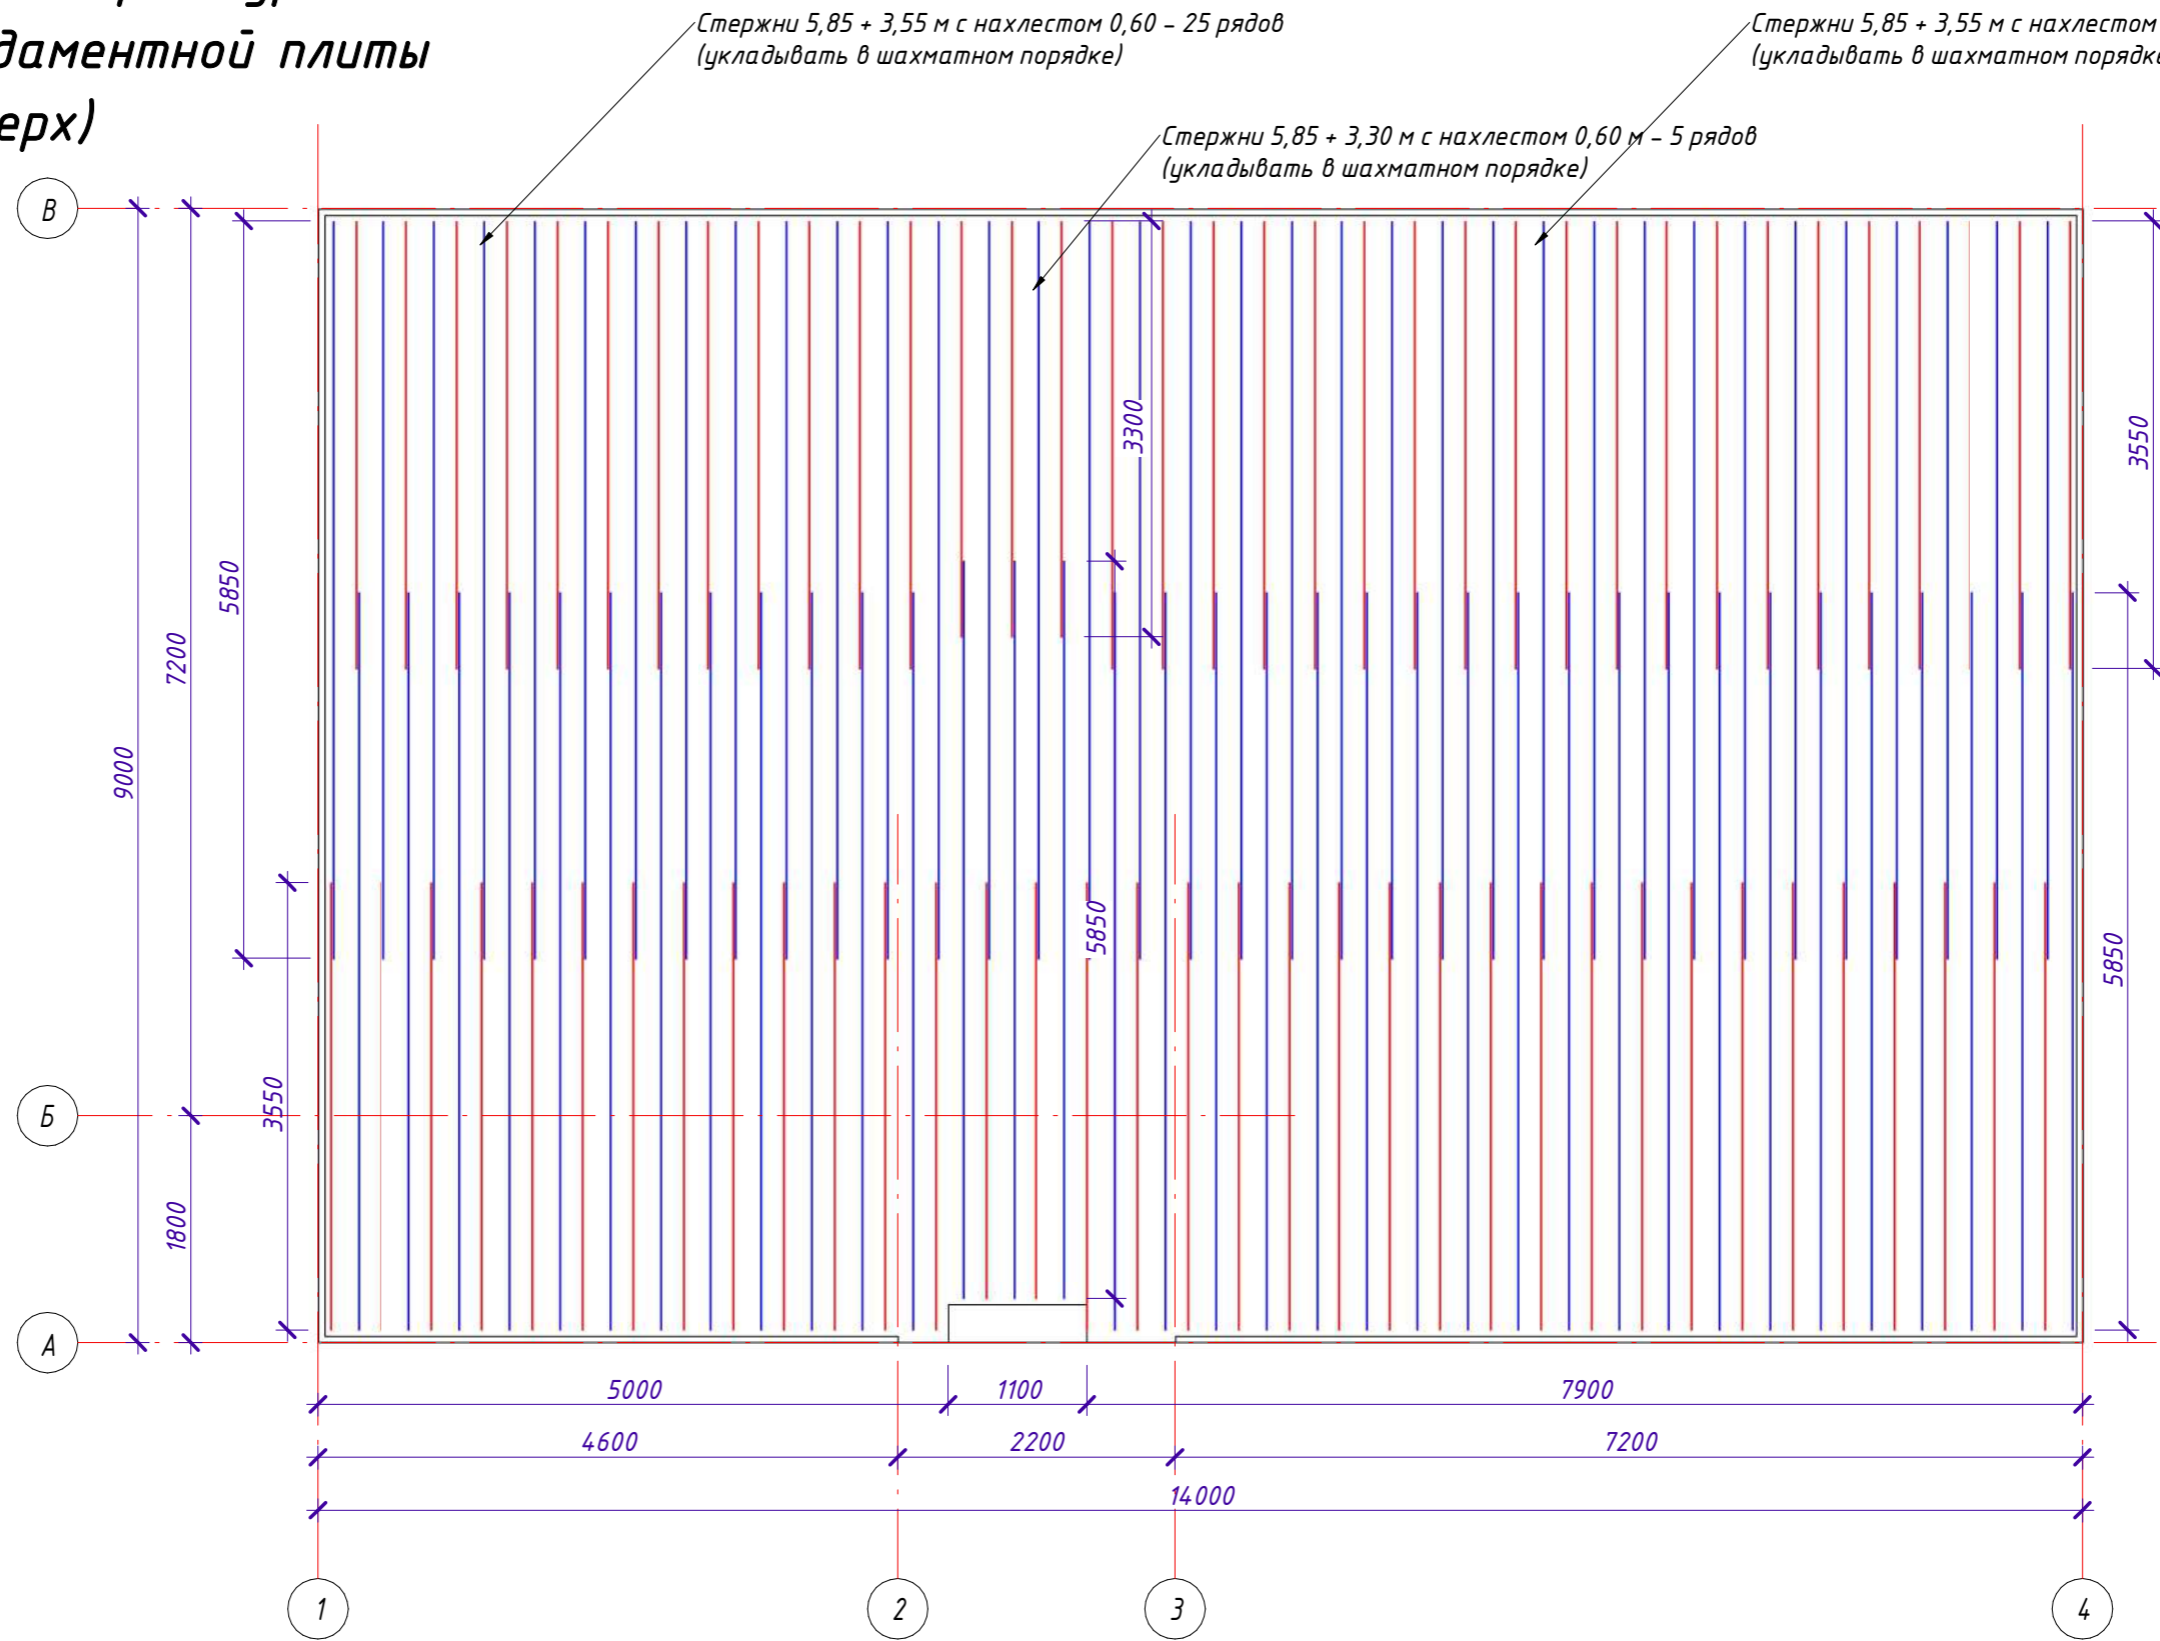 даментной плиты
ерх)
Стержни 5,85 + 3,55 м с нахлестом 0,60 - 25 рядов
(укладывать в шахматном порядке)
Стержни 5,85 + 3,55 м с нахлестом
(укладывать в шахматном порядке
Стержни 5,85 + 3,30 м с нахлестом 0,60 м - 5 рядов
(укладывать в шахматном порядке)
В
3300
3550
5850
7200
9000
5850
5850
3550
Б
1800
А
5000
1100
7900
4600
2200
7200
14000
1
2
3
4